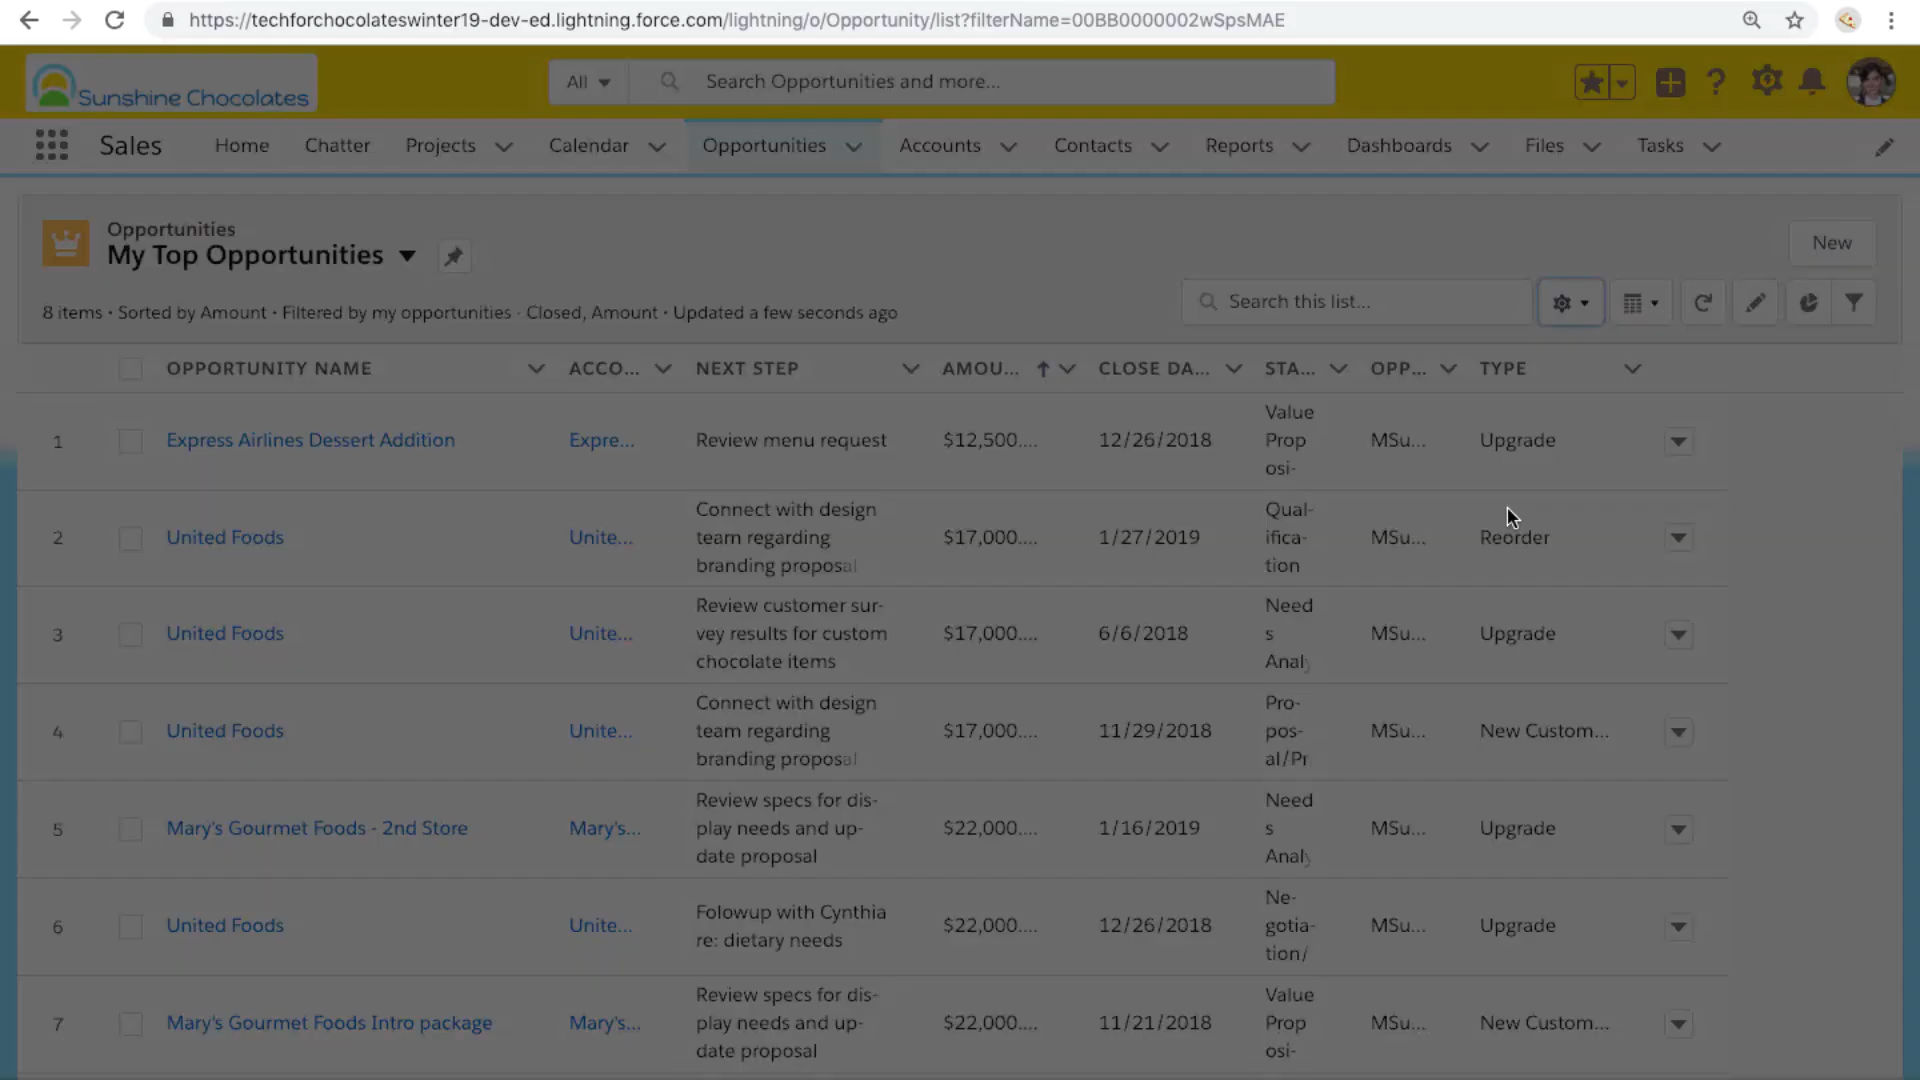 https://techforchocolateswinter19-dev-ed.lightning.force.com/lightning/o/Opportunity/list?filterName=00BB0000002wSpsMAE
Sunshine Chocolates
All
Search Opportunities and more...
Sales
Home
Chatter
Projects
Calendar
Opportunities
Accounts
Contacts
Reports
Dashboards
Files
Tasks
Opportunities
My Top Opportunities
New
8 items • Sorted by Amount • Filtered by my opportunities - Closed, Amount • Updated a few seconds ago
Search this list...
OPPORTUNITY NAME
ACCO...
NEXT STEP
AMOU...
CLOSE DA...
STA...
OPP...
TYPE
1
Express Airlines Dessert Addition
Expre...
Review menu request
$12,500....
12/26/2018
Value
Prop
osi-
MSu...
Upgrade
2
United Foods
Unite...
Connect with design
team regarding
branding proposal
$17,000....
1/27/2019
Qual-
ifica-
tion
MSu...
Reorder
3
United Foods
Unite...
Review customer sur-
vey results for custom
chocolate items
$17,000....
6/6/2018
Need
s
Analy
MSu...
Upgrade
4
United Foods
Unite...
Connect with design
team regarding
branding proposal
$17,000....
11/29/2018
Pro-
pos-
al/Pr
MSu...
New Custom...
5
Mary's Gourmet Foods - 2nd Store
Mary's...
Review specs for dis-
play needs and up-
date proposal
$22,000....
1/16/2019
Need
s
Analy
MSu...
Upgrade
6
United Foods
Unite...
Folowup with Cynthia
re: dietary needs
$22,000....
12/26/2018
Ne-
gotia-
tion/
MSu...
Upgrade
7
Mary's Gourmet Foods Intro package
Mary's...
Review specs for dis-
play needs and up-
date proposal
$22,000....
11/21/2018
Value
Prop
osi-
MSu...
New Custom...